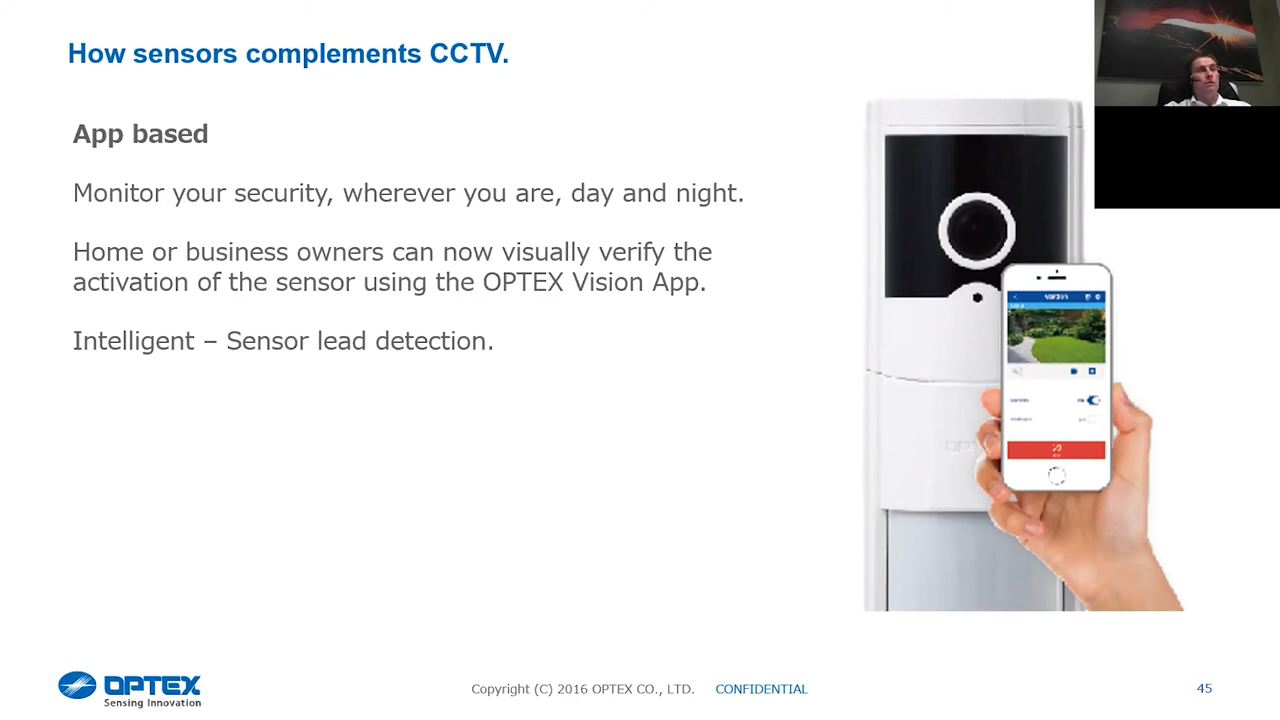 How sensors complements CCTV.
App based
Monitor your security, wherever you are, day and night.
Home or business owners can now visually verify the
activation of the sensor using the OPTEX Vision App.
Intelligent – Sensor lead detection.
OPTEX
Sensing Innovation
Copyright (C) 2016 OPTEX CO., LTD. CONFIDENTIAL
45